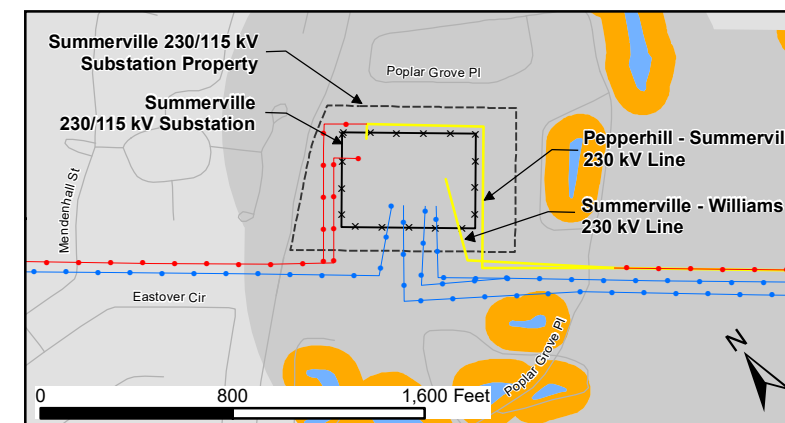 Summerville 230/115 kV
Substation Property
Poplar Grove Pl
Summerville
230/115 kV Substation
Pepperhill - Summervil
230 kV Line
Mendenhall St
Summerville - Williams
230 kV Line
Eastover Cir
Poplar Grove Pl
N
0 800 1,600 Feet